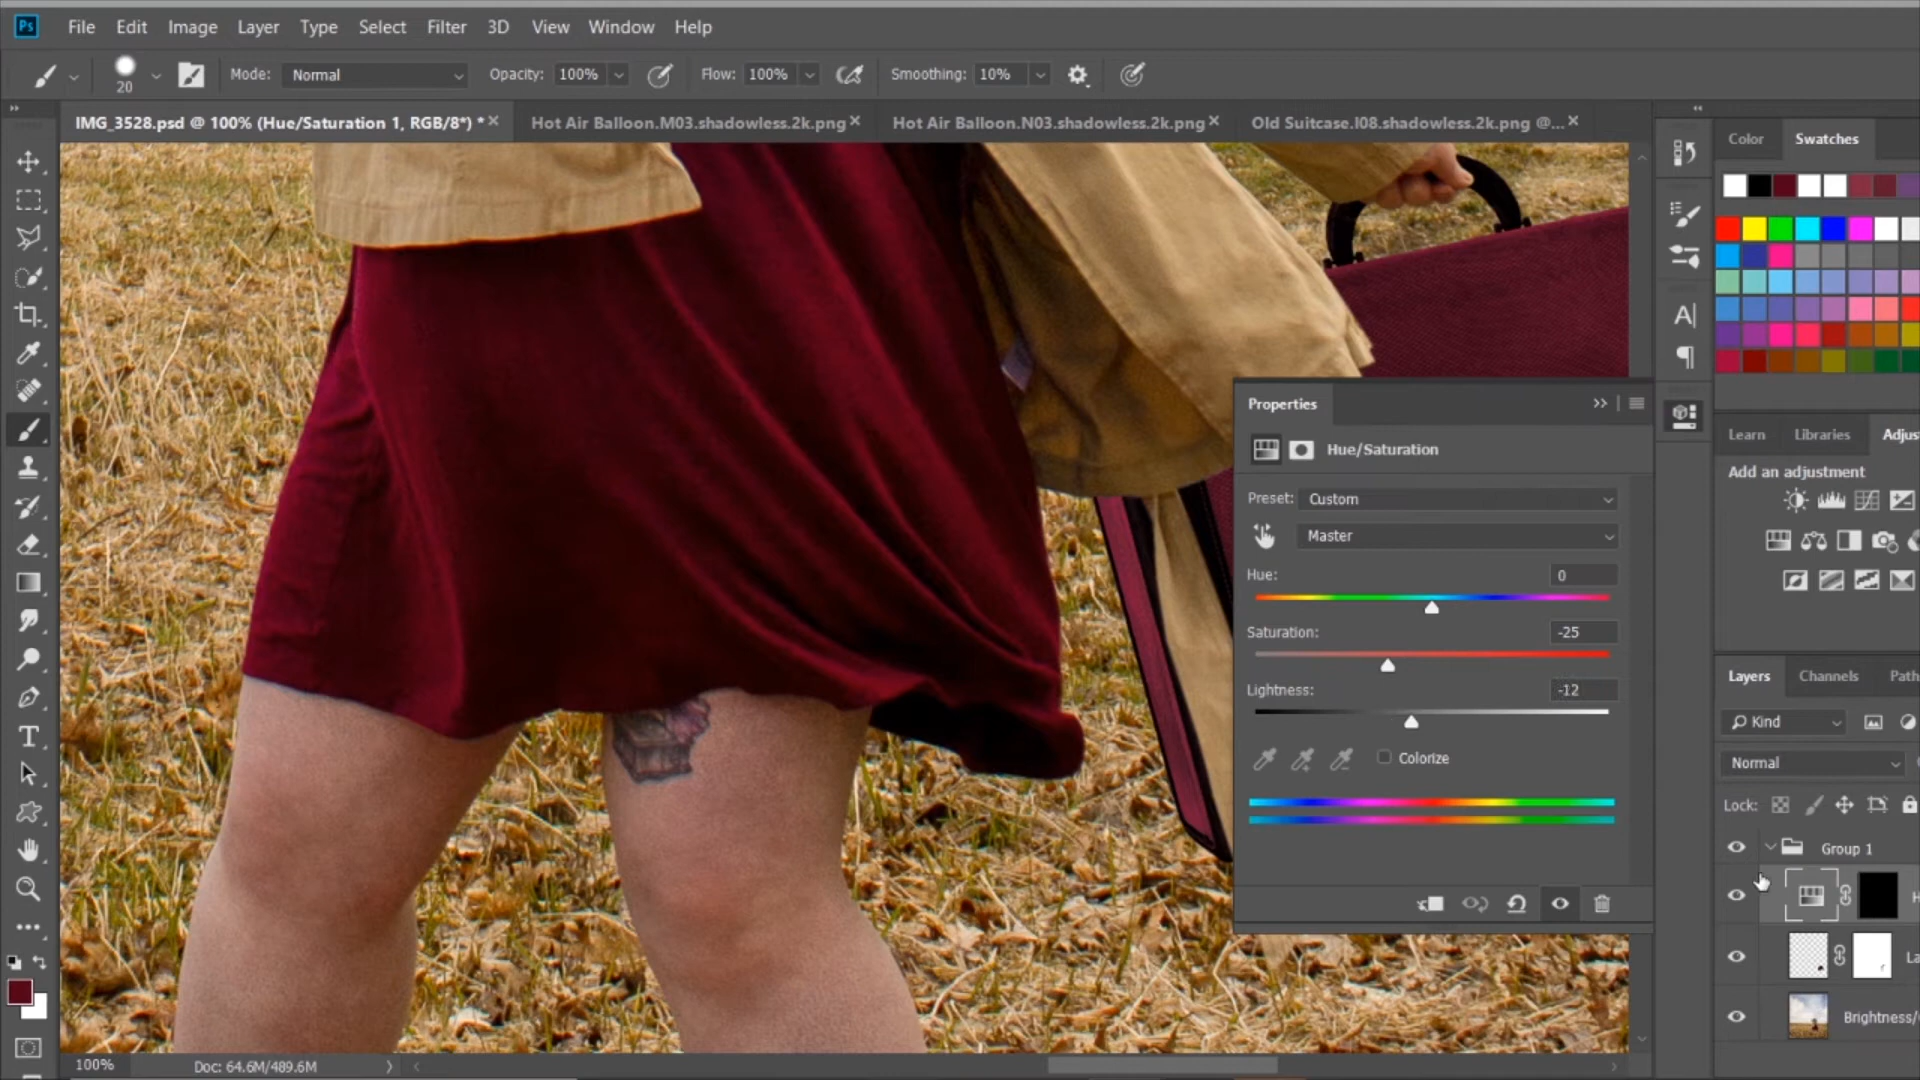 Ps File Edit Image Layer Type Select Filter 3D View Window Help
20 Mode: Normal Opacity: 100% Flow: 100% Smoothing: 10%
IMG_3528.psd @ 100% (Hue/Saturation 1, RGB/8*) * Hot Air Balloon.M03.shadowless.2k.png Hot Air Balloon.N03.shadowless.2k.png Old Suitcase.I08.shadowless.2k.png @...
Color Swatches
Properties
Hue/Saturation
Preset: Custom
Master
Hue: 0
Saturation: -25
Lightness: -12
Colorize
Learn Libraries Adjus
Add an adjustment
Layers Channels Path
Kind
Normal
Lock:
Group 1
H
La
Brightness/
100% Doc: 64.6M/489.6M